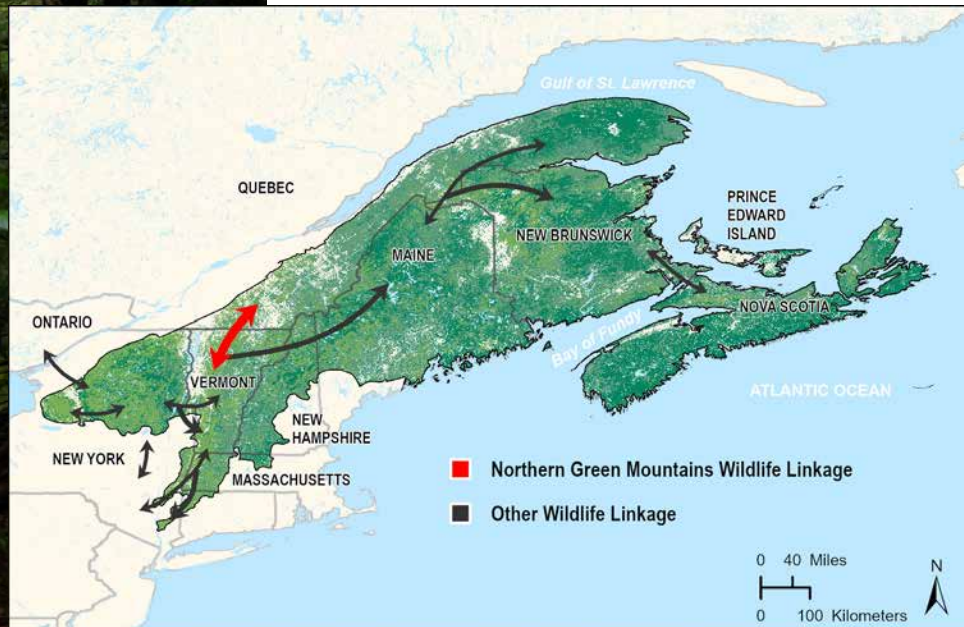 Gulf of St. Lawrence
QUEBEC
PRINCE
EDWARD
ISLAND
NEW BRUNSWICK
MAINE
NOVA SCOTIA
ONTARIO
Bay of Fundy
VERMONT
ATLANTIC OCEAN
NEW
HAMPSHIRE
NEW YORK
MASSACHUSETTS
Northern Green Mountains Wildlife Linkage
Other Wildlife Linkage
0 40 Miles
0 100 Kilometers
N